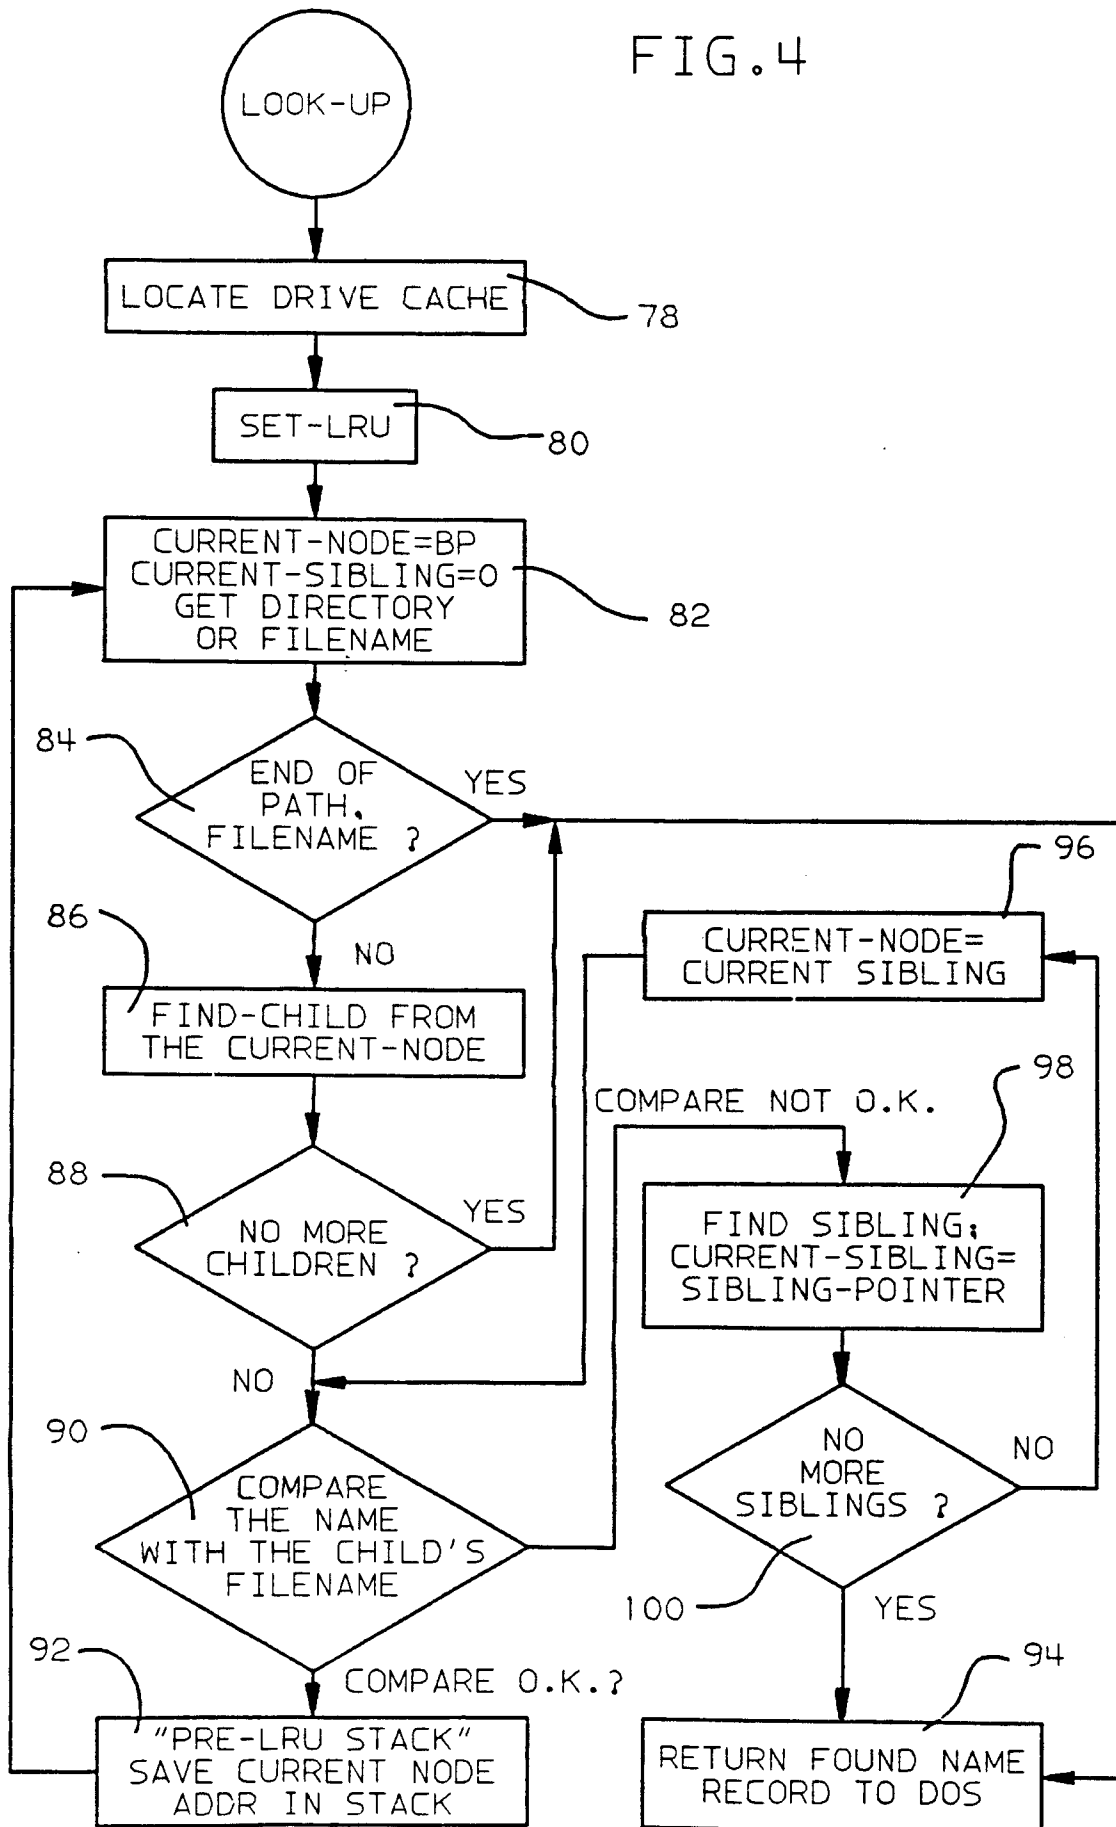 FIG.4
LOOK-UP
LOCATE DRIVE CACHE
78
SET-LRU
80
CURRENT-NODE=BP
CURRENT-SIBLING=0
GET DIRECTORY
OR FILENAME
82
84
END OF
PATH.
FILENAME ?
YES
NO
86
FIND-CHILD FROM
THE CURRENT-NODE
88
NO MORE
CHILDREN ?
YES
NO
90
COMPARE
THE NAME
WITH THE CHILD'S
FILENAME
COMPARE O.K.?
92
"PRE-LRU STACK"
SAVE CURRENT NODE
ADDR IN STACK
96
CURRENT-NODE=
CURRENT SIBLING
COMPARE NOT O.K.
98
FIND SIBLING;
CURRENT-SIBLING=
SIBLING-POINTER
NO
MORE
SIBLINGS ?
NO
100
YES
94
RETURN FOUND NAME
RECORD TO DOS